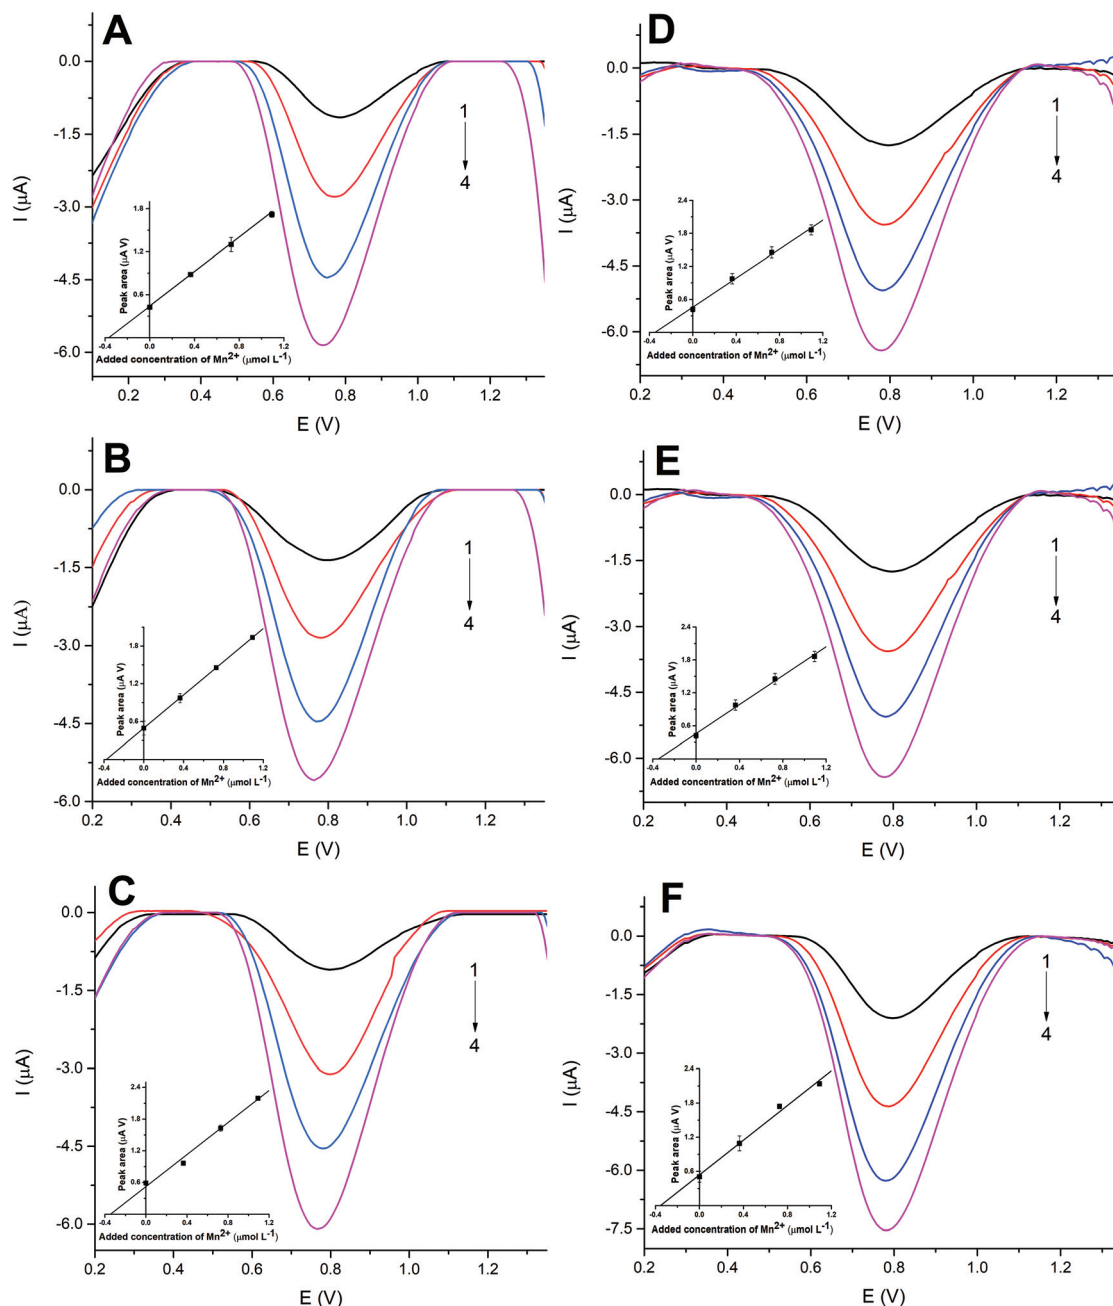 A
0.0
-1.5
-3.0
-4.5
-6.0
I (μA)
0.2 0.4 0.6 0.8 1.0 1.2
E (V)
1
4
1.8
1.2
0.6
Peak area (μA V)
-0.4 0.0 0.4 0.8 1.2
Added concentration of Mn2+ (μmol L-1)
B
0.0
-1.5
-3.0
-4.5
-6.0
I (μA)
0.2 0.4 0.6 0.8 1.0 1.2
E (V)
1
4
1.8
1.2
0.6
Peak area (μA V)
-0.4 0.0 0.4 0.8 1.2
Added concentration of Mn2+ (μmol L-1)
C
0.0
-1.5
-3.0
-4.5
-6.0
I (μA)
0.2 0.4 0.6 0.8 1.0 1.2
E (V)
1
4
2.4
1.8
1.2
0.6
Peak area (μA V)
-0.4 0.0 0.4 0.8 1.2
Added concentration of Mn2+ (μmol L-1)
D
0.0
-1.5
-3.0
-4.5
-6.0
I (μA)
0.2 0.4 0.6 0.8 1.0 1.2
E (V)
1
4
2.4
1.8
1.2
0.6
Peak area (μA V)
-0.4 0.0 0.4 0.8 1.2
Added concentration of Mn2+ (μmol L-1)
E
0.0
-1.5
-3.0
-4.5
-6.0
I (μA)
0.2 0.4 0.6 0.8 1.0 1.2
E (V)
1
4
2.4
1.8
1.2
0.6
Peak area (μA V)
-0.4 0.0 0.4 0.8 1.2
Added concentration of Mn2+ (μmol L-1)
F
0.0
-1.5
-3.0
-4.5
-6.0
-7.5
I (μA)
0.2 0.4 0.6 0.8 1.0 1.2
E (V)
1
4
2.4
1.8
1.2
0.6
Peak area (μA V)
-0.4 0.0 0.4 0.8 1.2
Added concentration of Mn2+ (μmol L-1)